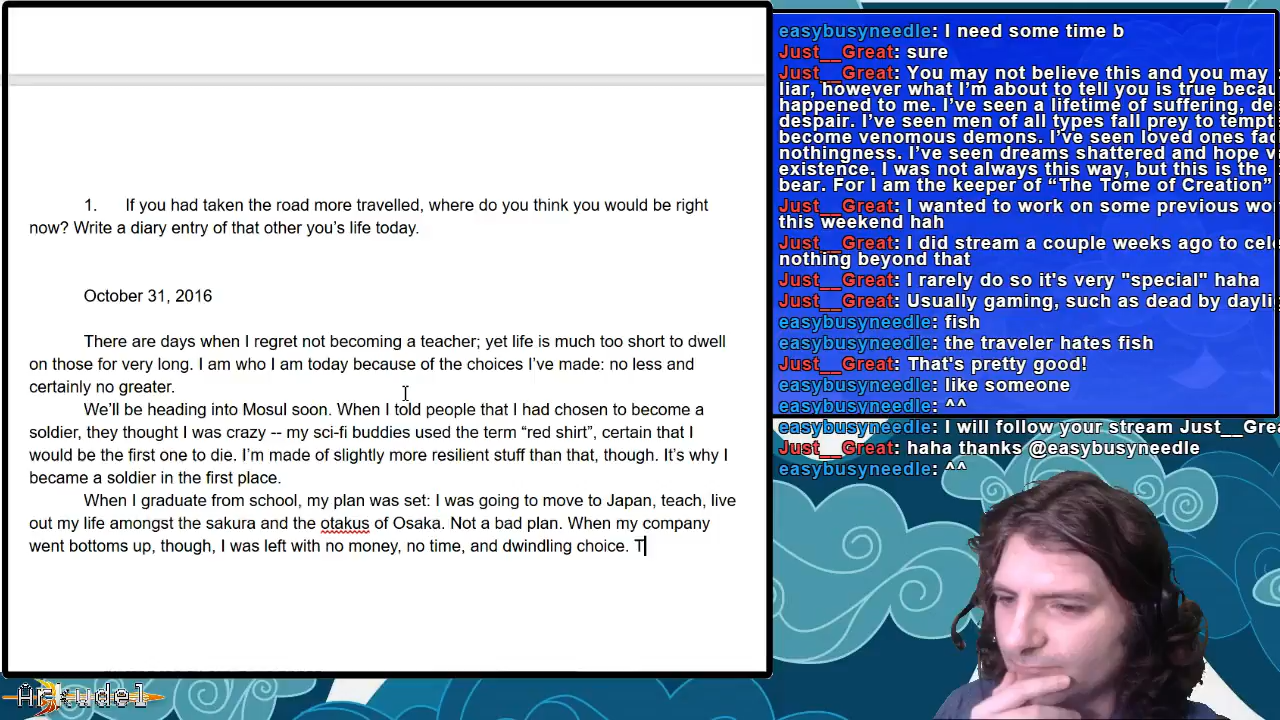 1. If you had taken the road more travelled, where do you think you would be right
now? Write a diary entry of that other you's life today.
October 31, 2016
There are days when I regret not becoming a teacher; yet life is much too short to dwell
on those for very long. I am who I am today because of the choices I've made: no less and
certainly no greater.
We'll be heading into Mosul soon. When I told people that I had chosen to become a
soldier, they thought I was crazy -- my sci-fi buddies used the term “red shirt”, certain that I
would be the first one to die. I'm made of slightly more resilient stuff than that, though. It's why I
became a soldier in the first place.
When I graduate from school, my plan was set: I was going to move to Japan, teach, live
out my life amongst the sakura and the otakus of Osaka. Not a bad plan. When my company
went bottoms up, though, I was left with no money, no time, and dwindling choice. T
easybusyneedle: I need some time b
Just__Great: sure
Just__Great: You may not believe this and you may
liar, however what I'm about to tell you is true becau
happened to me. I've seen a lifetime of suffering, de
despair. I've seen men of all types fall prey to tempt
become venomous demons. I've seen loved ones fad
nothingness. I've seen dreams shattered and hope v
existence. I was not always this way, but this is the
bear. For I am the keeper of “The Tome of Creation”
Just__Great: I wanted to work on some previous wo
this weekend hah
Just__Great: I did stream a couple weeks ago to cel
nothing beyond that
Just__Great: I rarely do so it's very "special" haha
Just__Great: Usually gaming, such as dead by dayli
easybusyneedle: fish
easybusyneedle: the traveler hates fish
Just__Great: That's pretty good!
easybusyneedle: like someone
easybusyneedle: ^^
easybusyneedle: I will follow your stream Just__Grea
Just__Great: haha thanks @easybusyneedle
easybusyneedle: ^^
Arkudel